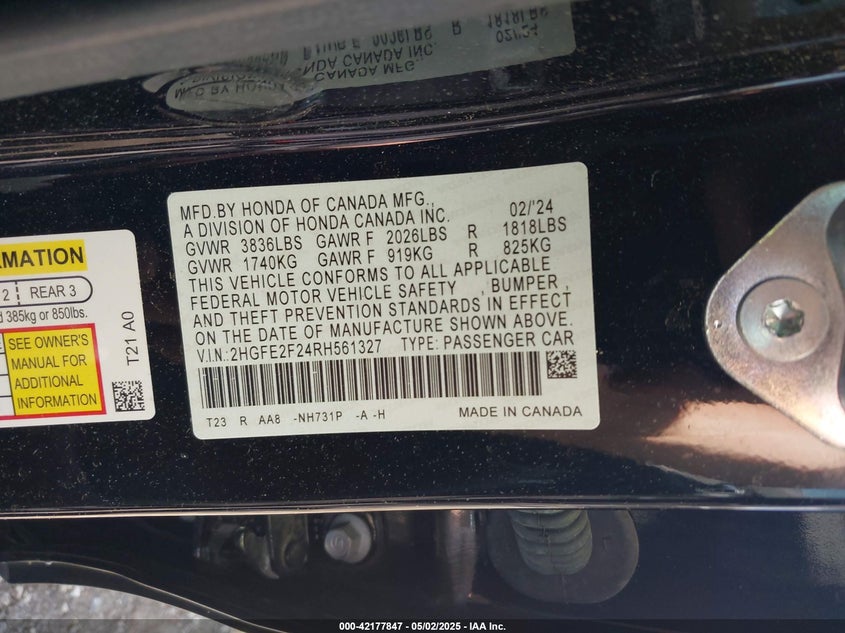 MFD.BY HONDA OF CANADA MFG., 02/'24
A DIVISION OF HONDA CANADA INC.
GVWR 3836LBS GAWR F 2026LBS R 1818LBS
GVWR 1740KG GAWR F 919KG R 825KG
THIS VEHICLE CONFORMS TO ALL APPLICABLE
FEDERAL MOTOR VEHICLE SAFETY , BUMPER ,
AND THEFT PREVENTION STANDARDS IN EFFECT
ON THE DATE OF MANUFACTURE SHOWN ABOVE.
V.I.N.:2HGFE2F24RH561327 TYPE: PASSENGER CAR
T23 R AA8 -NH731P -A -H MADE IN CANADA
RMATION
2 REAR 3
385kg or 850lbs.
SEE OWNER'S
MANUAL FOR
ADDITIONAL
INFORMATION
T21 A0
000-42177847 | 05/02/2025 | IAA Inc.